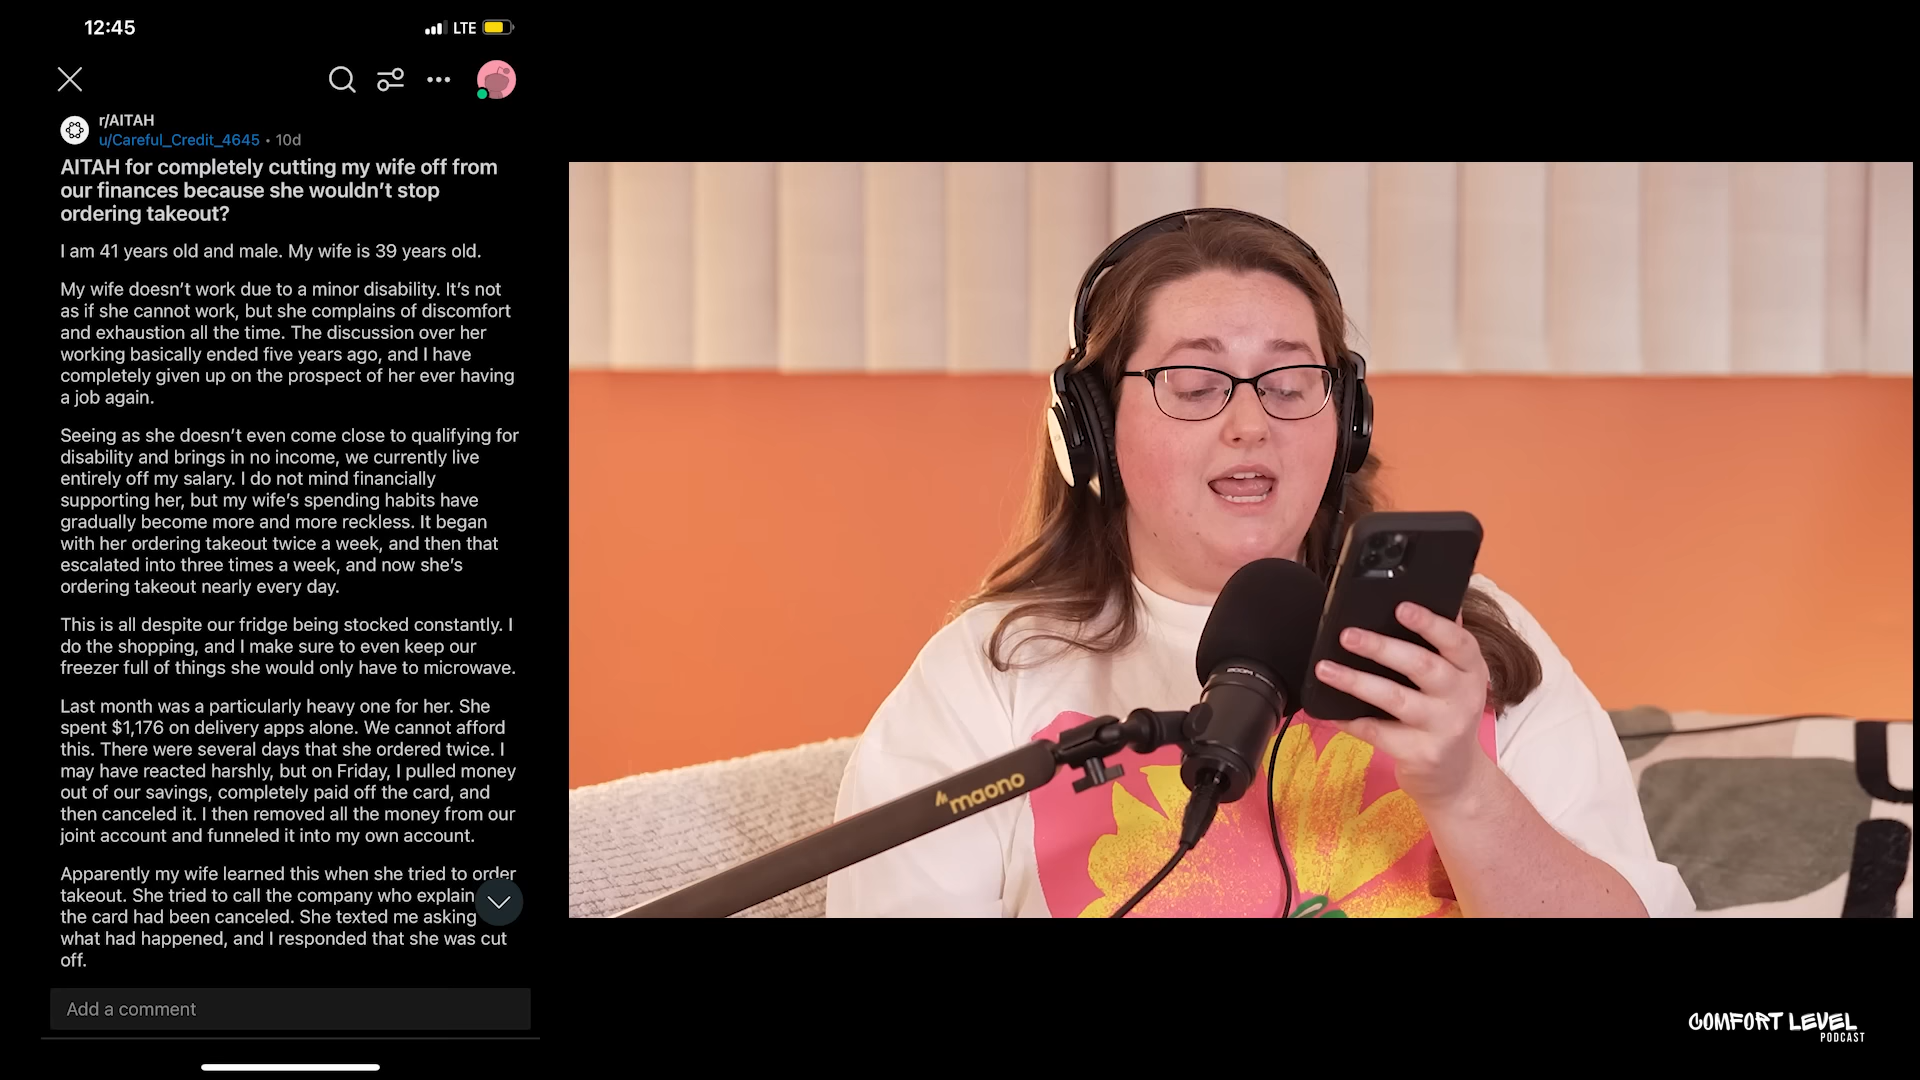 12:45
LTE
r/AITAH
u/Careful_Credit_4645 • 10d
AITAH for completely cutting my wife off from
our finances because she wouldn’t stop
ordering takeout?
I am 41 years old and male. My wife is 39 years old.
My wife doesn’t work due to a minor disability. It’s not
as if she cannot work, but she complains of discomfort
and exhaustion all the time. The discussion over her
working basically ended five years ago, and I have
completely given up on the prospect of her ever having
a job again.
Seeing as she doesn’t even come close to qualifying for
disability and brings in no income, we currently live
entirely off my salary. I do not mind financially
supporting her, but my wife’s spending habits have
gradually become more and more reckless. It began
with her ordering takeout twice a week, and then that
escalated into three times a week, and now she’s
ordering takeout nearly every day.
This is all despite our fridge being stocked constantly. I
do the shopping, and I make sure to even keep our
freezer full of things she would only have to microwave.
Last month was a particularly heavy one for her. She
spent $1,176 on delivery apps alone. We cannot afford
this. There were several days that she ordered twice. I
may have reacted harshly, but on Friday, I pulled money
out of our savings, completely paid off the card, and
then canceled it. I then removed all the money from our
joint account and funneled it into my own account.
Apparently my wife learned this when she tried to order
takeout. She tried to call the company who explain
the card had been canceled. She texted me asking
what had happened, and I responded that she was cut
off.
Add a comment
maono
COMFORT LEVEL
PODCAST